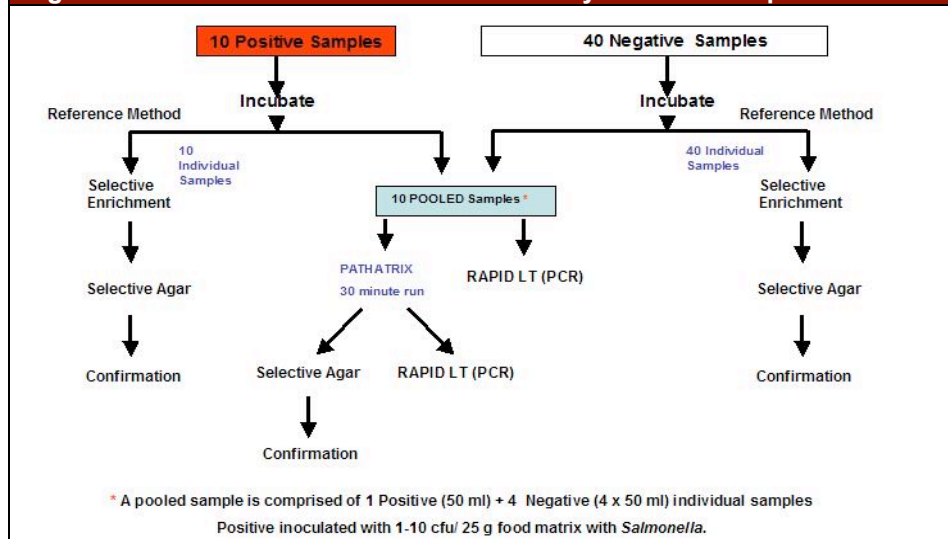 10 Positive Samples
40 Negative Samples
Incubate
Incubate
Reference Method
Reference Method
10
Individual
Samples
40 Individual
Samples
Selective
Enrichment
10 POOLED Samples *
Selective
Enrichment
PATHATRIX
30 minute run
RAPID LT (PCR)
Selective Agar
Selective Agar
Confirmation
Selective Agar
RAPID LT (PCR)
Confirmation
Confirmation
* A pooled sample is comprised of 1 Positive (50 ml) + 4 Negative (4 x 50 ml) individual samples
Positive inoculated with 1-10 cfu/ 25 g food matrix with Salmonella.